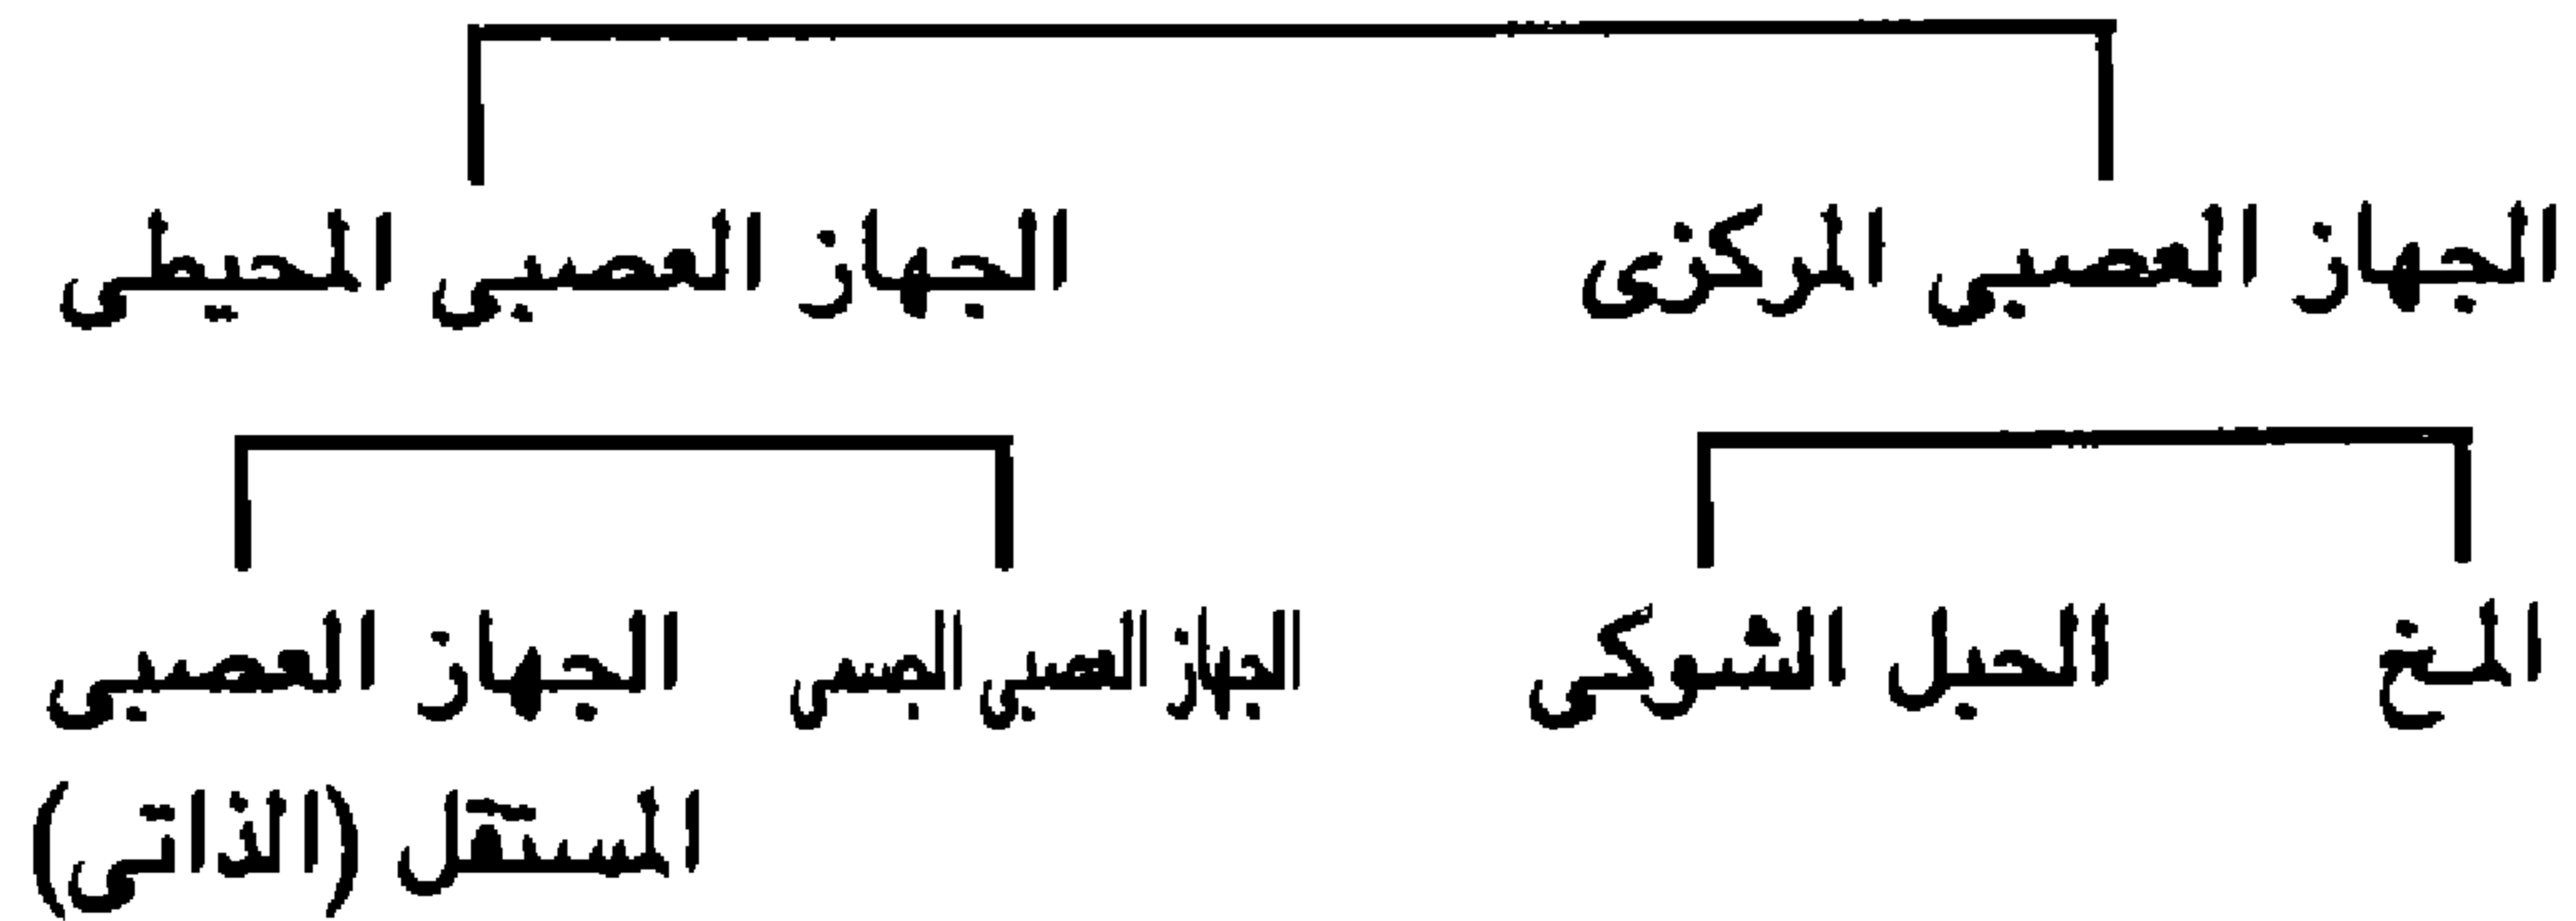 الجهاز العصبى المركزى
الجهاز العصبى المحيطى
المخ
الحبل الشوكى
الجهاز العصبى الجسمى
الجهاز العصبى
المستقل (الذاتى)